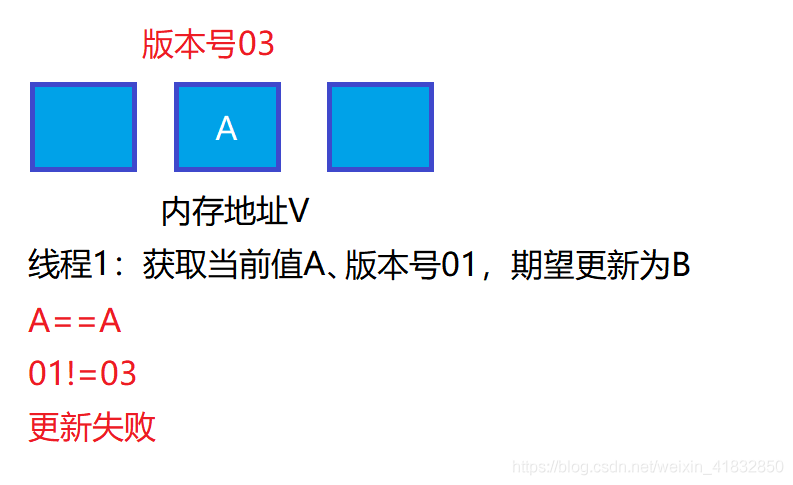 版本号03
A
内存地址V
线程1：获取当前值A、版本号01，期望更新为B
A==A
01!=03
更新失败
https://blog.csdn.net/weixin_41832850